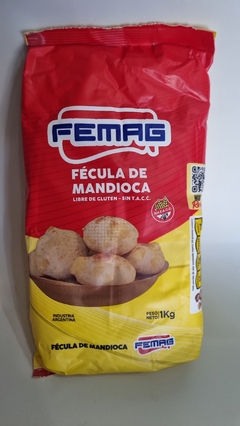 FEMAG
FÉCULA DE
MANDIOCA
LIBRE DE GLUTEN - SIN T.A.C.C.
INDUSTRIA
ARGENTINA
PESO
NETO: 1Kg
FÉCULA DE MANDIOCA
FEMAG